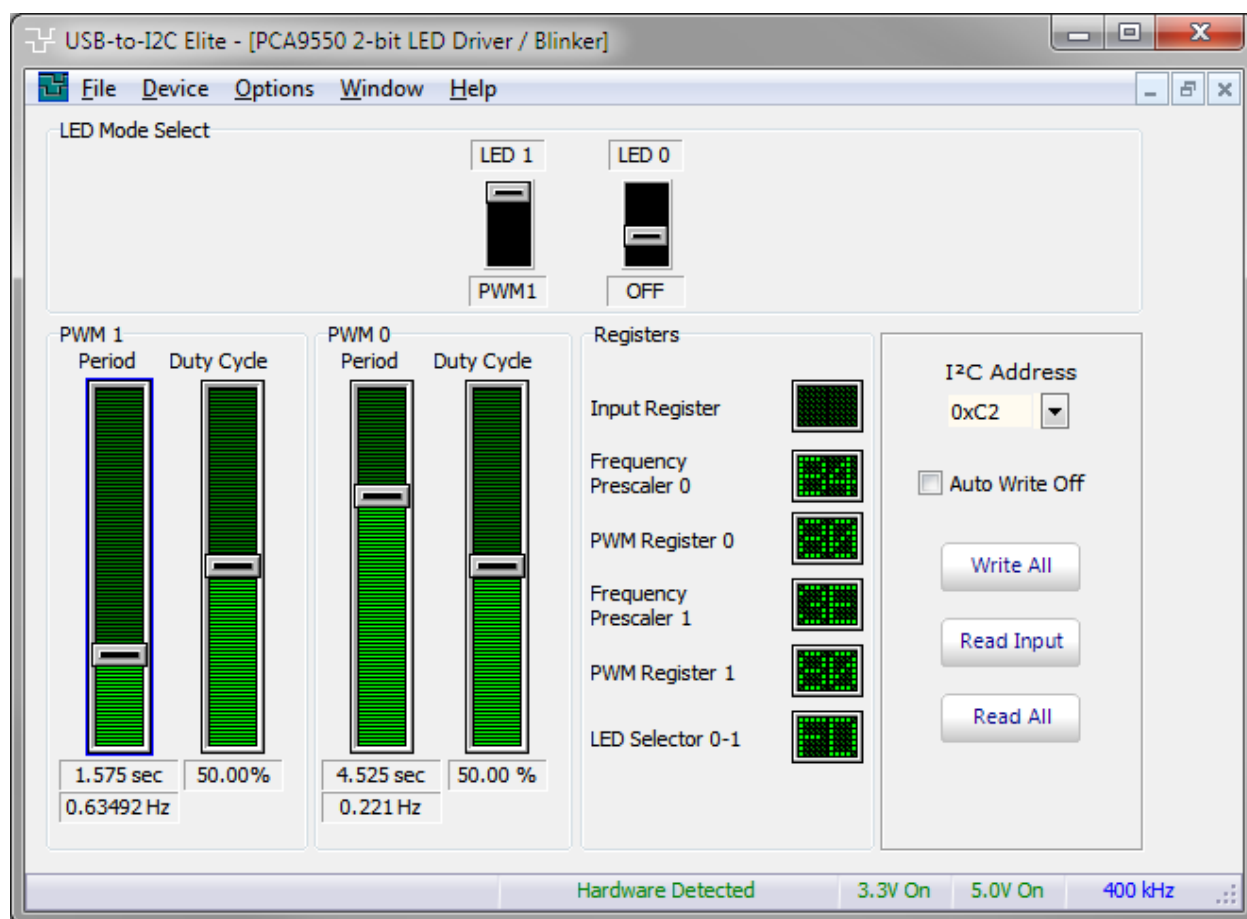 USB-to-I2C Elite - [PCA9550 2-bit LED Driver / Blinker]
File Device Options Window Help
LED Mode Select
LED 1 LED 0
PWM1 OFF
PWM 1
Period Duty Cycle
1.575 sec 50.00%
0.63492 Hz
PWM 0
Period Duty Cycle
4.525 sec 50.00 %
0.221 Hz
Registers
Input Register
Frequency
Prescaler 0
B4
PWM Register 0
80
Frequency
Prescaler 1
3E
PWM Register 1
80
LED Selector 0-1
I²C Address
0xC2
Auto Write Off
Write All
Read Input
Read All
Hardware Detected 3.3V On 5.0V On 400 kHz